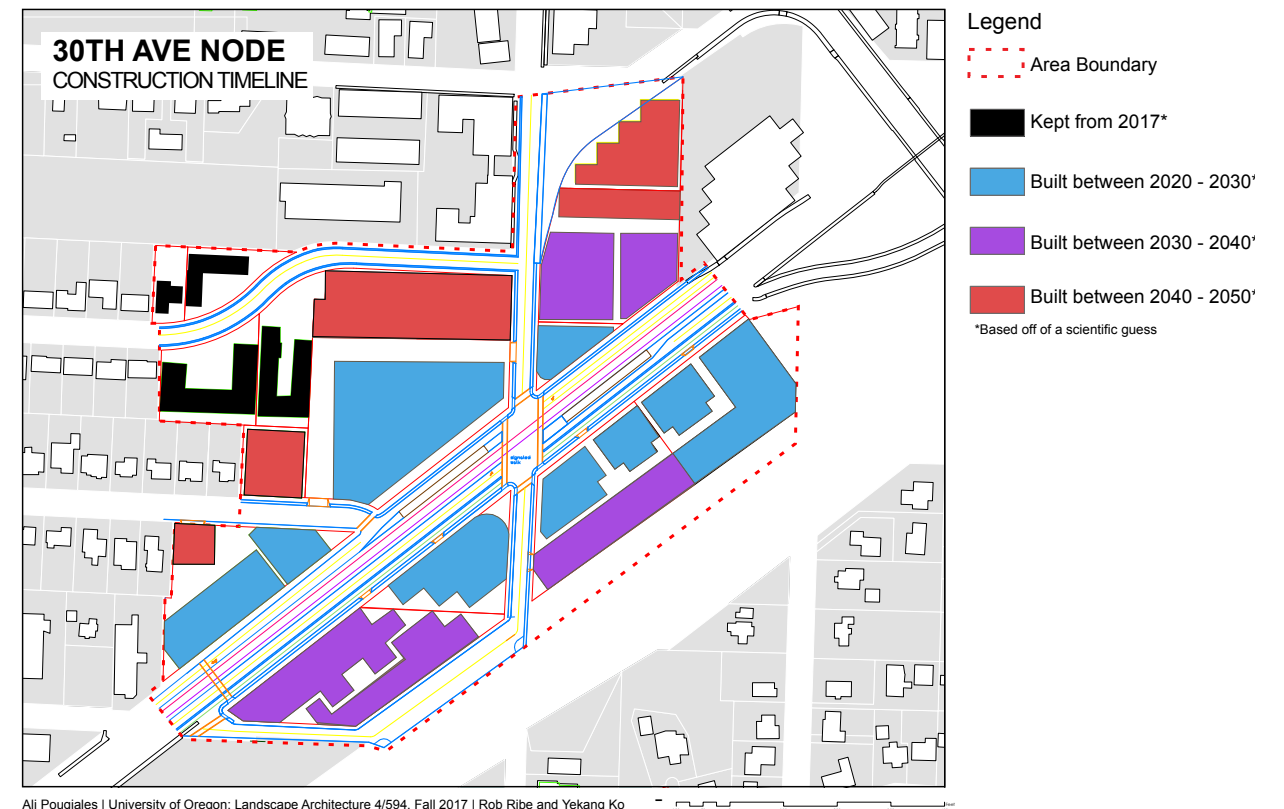 30TH AVE NODE
CONSTRUCTION TIMELINE
Legend
Area Boundary
Kept from 2017*
Built between 2020 - 2030*
Built between 2030 - 2040*
Built between 2040 - 2050*
*Based off of a scientific guess
signaled
walk
Ali Pougiales | University of Oregon: Landscape Architecture 4/594, Fall 2017 | Rob Ribe and Yekang Ko